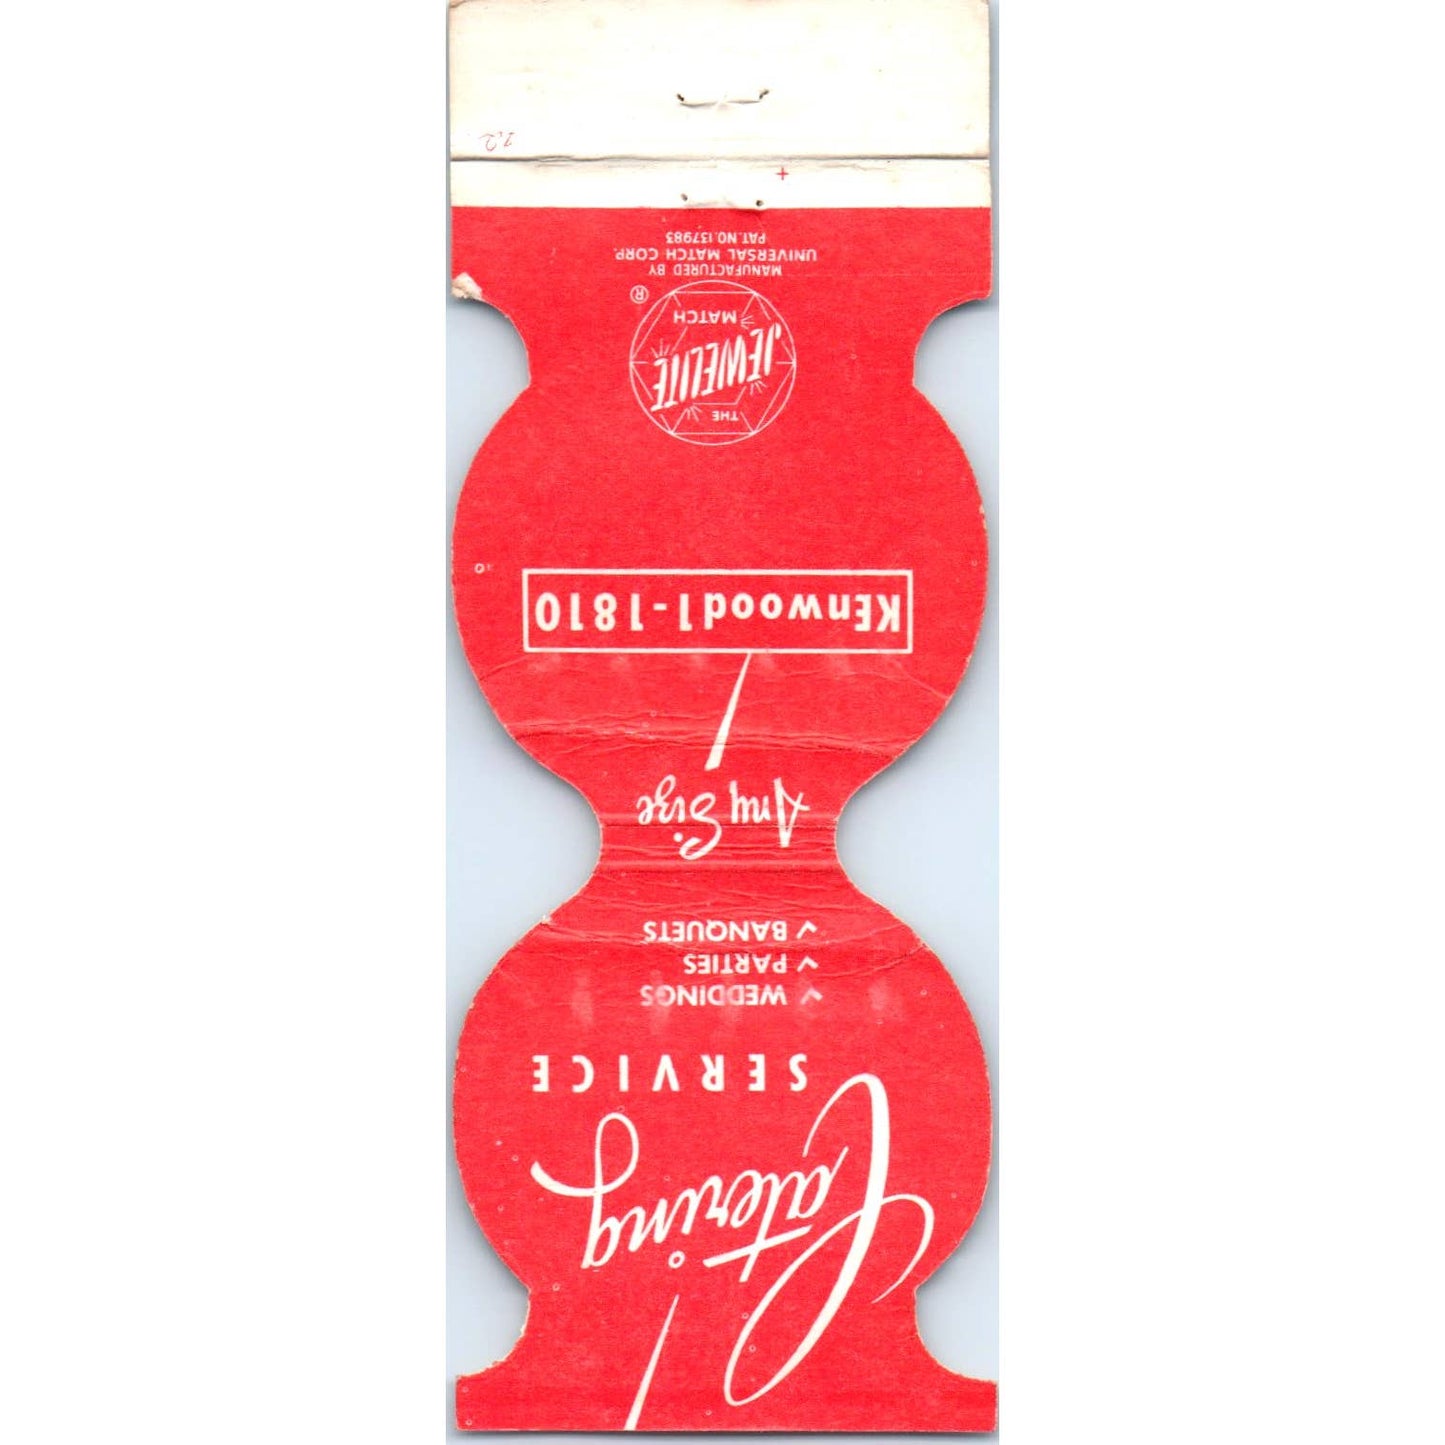 Catering
SERVICE
✓ WEDDINGS
✓ PARTIES
✓ BANQUETS
Any Size
KEnwood1-1810
THE
JEWELITE
MATCH
®
MANUFACTURED BY
UNIVERSAL MATCH CORP.
PAT. NO. 137983